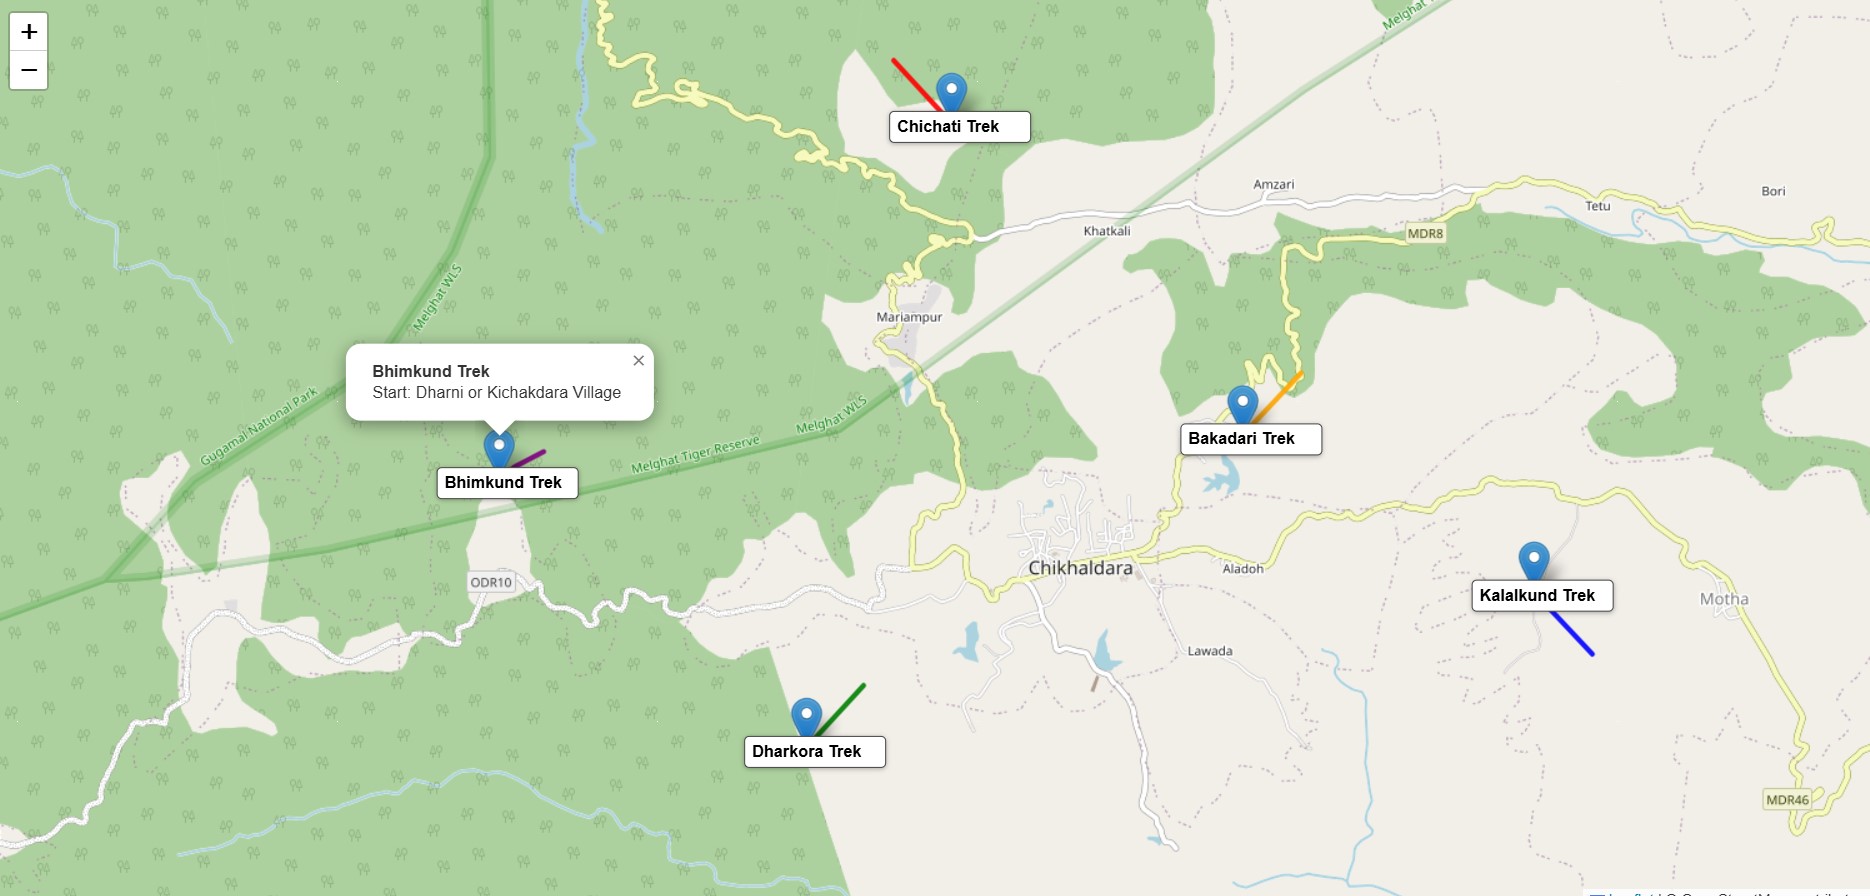 +
−
Melghat
Chichati Trek
Amzari
Bori
Tetu
Khatkali
MDR8
Melghat WLS
Mariampur
Bhimkund Trek
×
Start: Dharni or Kichakdara Village
Gugamal National Park
Melghat WLS
Melghat Tiger Reserve
Bakadari Trek
Bhimkund Trek
ODR10
Chikhaldara
Aladoh
Kalalkund Trek
Motha
Lawada
Dharkora Trek
MDR46